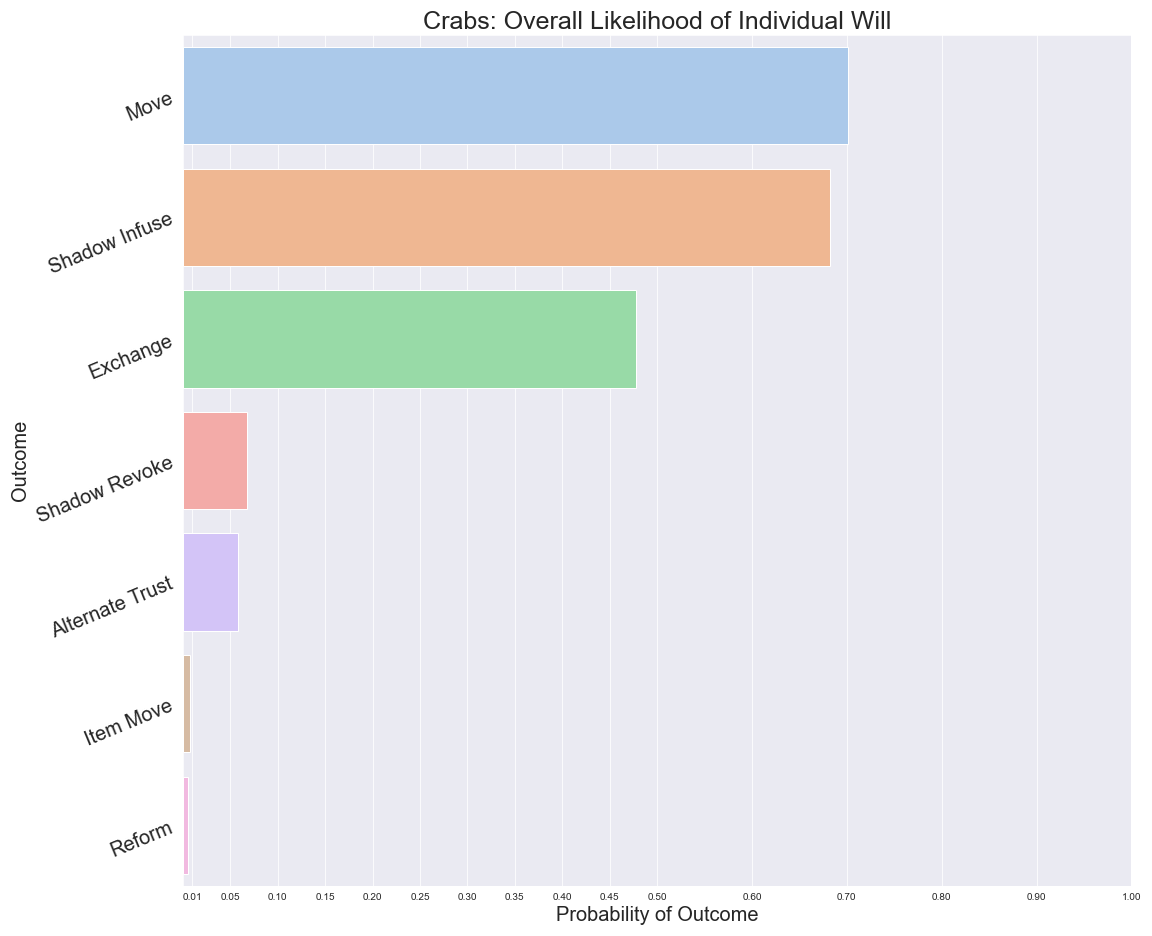 Crabs: Overall Likelihood of Individual Will
Move
Shadow Infuse
Exchange
Shadow Revoke
Alternate Trust
Item Move
Reform
Outcome
0.01 0.05 0.10 0.15 0.20 0.25 0.30 0.35 0.40 0.45 0.50 0.60 0.70 0.80 0.90 1.00
Probability of Outcome